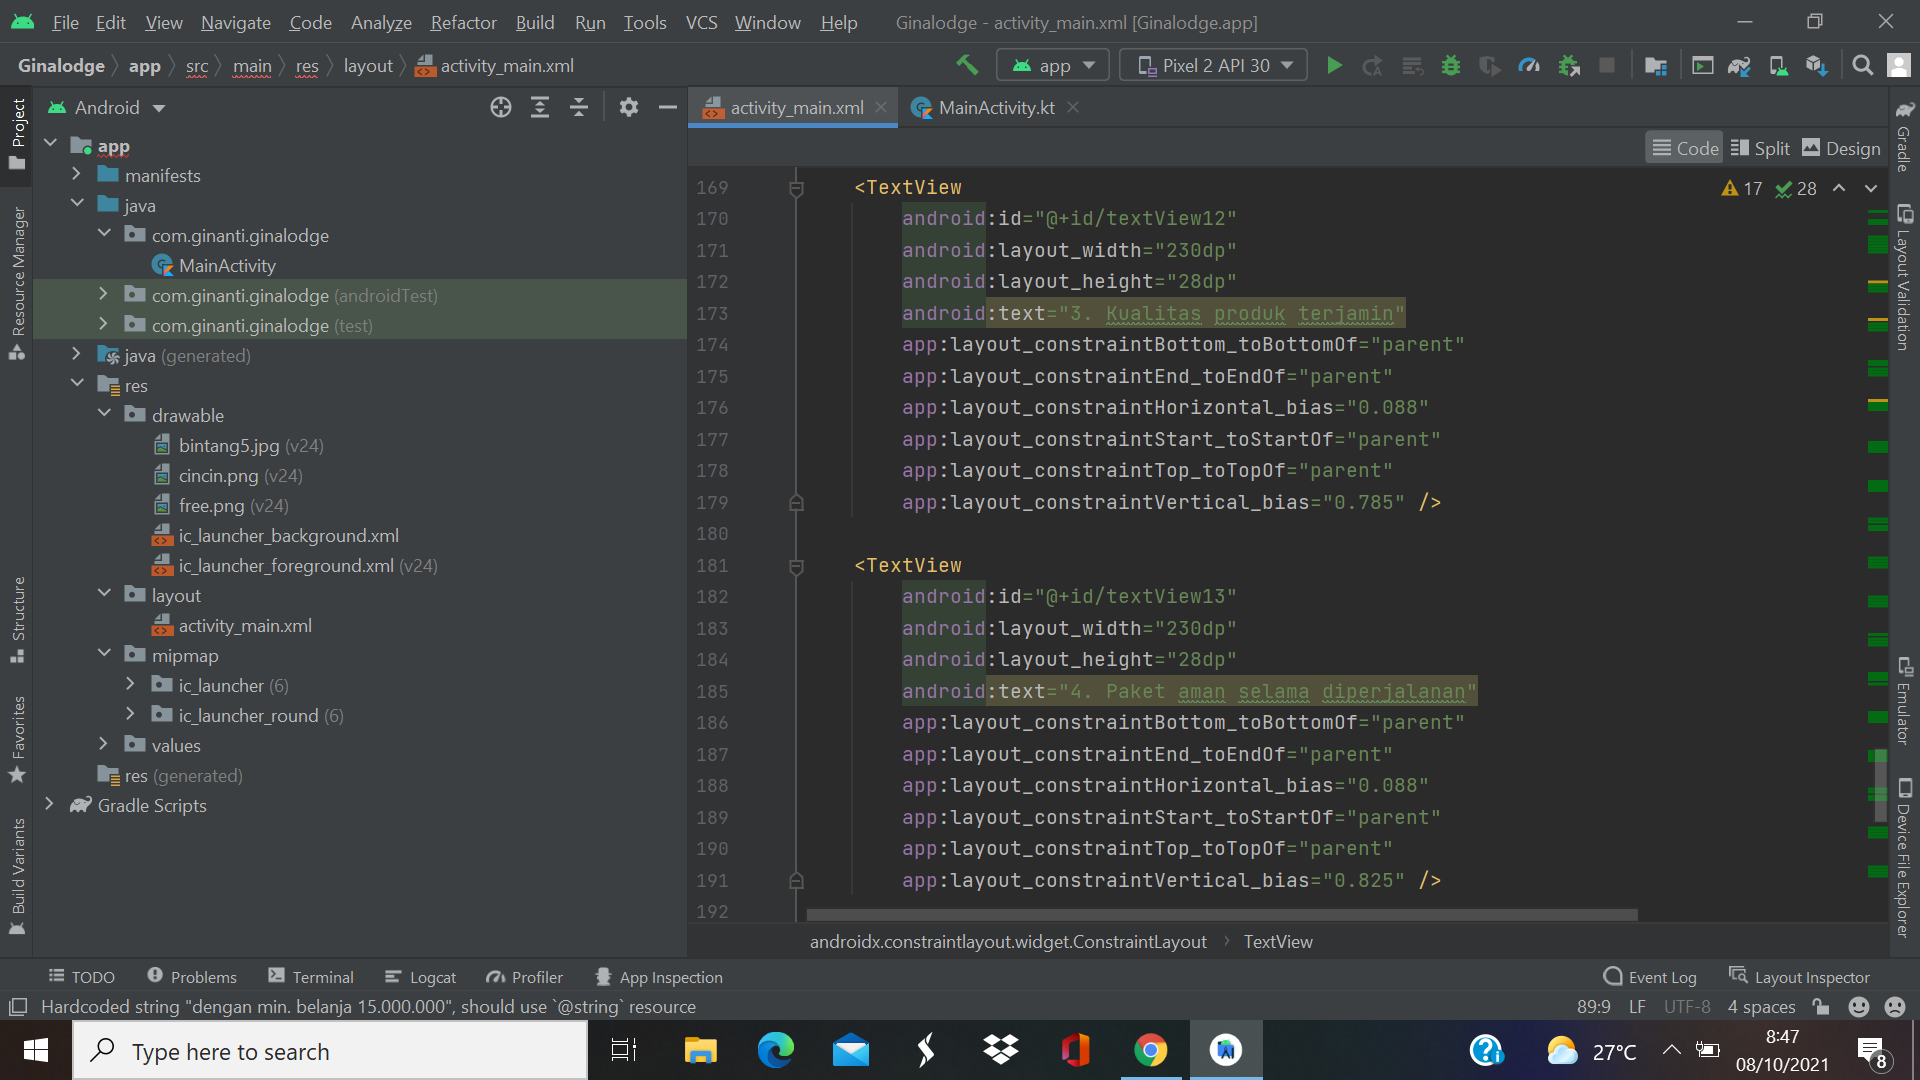 File Edit View Navigate Code Analyze Refactor Build Run Tools VCS Window Help Ginalodge - activity_main.xml [Ginalodge.app]
Ginalodge app src main res layout activity_main.xml app Pixel 2 API 30
Project
Resource Manager
Structure
Favorites
Build Variants
Android
app
manifests
java
com.ginanti.ginalodge
MainActivity
com.ginanti.ginalodge (androidTest)
com.ginanti.ginalodge (test)
java (generated)
res
drawable
bintang5.jpg (v24)
cincin.png (v24)
free.png (v24)
ic_launcher_background.xml
ic_launcher_foreground.xml (v24)
layout
activity_main.xml
mipmap
ic_launcher (6)
ic_launcher_round (6)
values
res (generated)
Gradle Scripts
activity_main.xml MainActivity.kt
Code Split Design
17 28
169 <TextView
170 android:id="@+id/textView12"
171 android:layout_width="230dp"
172 android:layout_height="28dp"
173 android:text="3. Kualitas produk terjamin"
174 app:layout_constraintBottom_toBottomOf="parent"
175 app:layout_constraintEnd_toEndOf="parent"
176 app:layout_constraintHorizontal_bias="0.088"
177 app:layout_constraintStart_toStartOf="parent"
178 app:layout_constraintTop_toTopOf="parent"
179 app:layout_constraintVertical_bias="0.785" />
180
181 <TextView
182 android:id="@+id/textView13"
183 android:layout_width="230dp"
184 android:layout_height="28dp"
185 android:text="4. Paket aman selama diperjalanan"
186 app:layout_constraintBottom_toBottomOf="parent"
187 app:layout_constraintEnd_toEndOf="parent"
188 app:layout_constraintHorizontal_bias="0.088"
189 app:layout_constraintStart_toStartOf="parent"
190 app:layout_constraintTop_toTopOf="parent"
191 app:layout_constraintVertical_bias="0.825" />
192
androidx.constraintlayout.widget.ConstraintLayout TextView
Gradle
Layout Validation
Emulator
Device File Explorer
TODO Problems Terminal Logcat Profiler App Inspection Event Log Layout Inspector
Hardcoded string "dengan min. belanja 15.000.000", should use `@string` resource 89:9 LF UTF-8 4 spaces
Type here to search
27°C
8:47
08/10/2021
8